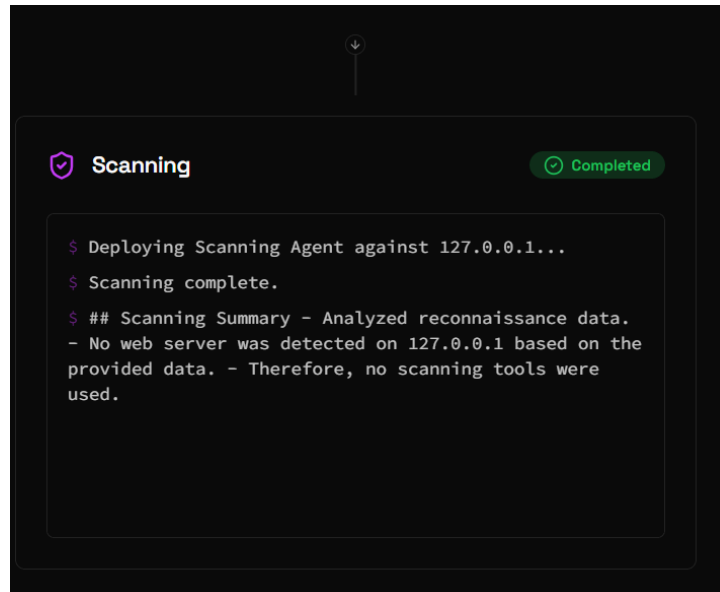 Scanning
Completed
$ Deploying Scanning Agent against 127.0.0.1...
$ Scanning complete.
$ ## Scanning Summary - Analyzed reconnaissance data.
- No web server was detected on 127.0.0.1 based on the
provided data. - Therefore, no scanning tools were
used.